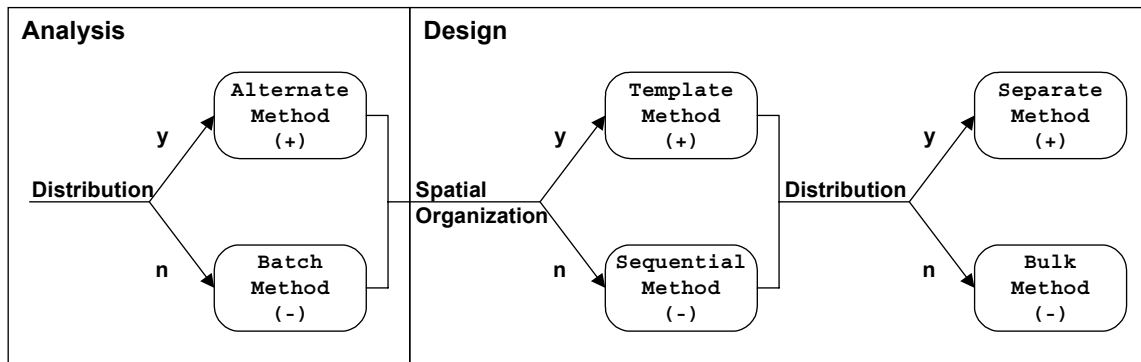 Analysis
Distribution
y
Alternate
Method
(+)
n
Batch
Method
(-)
Design
Spatial
Organization
y
Template
Method
(+)
n
Sequential
Method
(-)
Distribution
y
Separate
Method
(+)
n
Bulk
Method
(-)